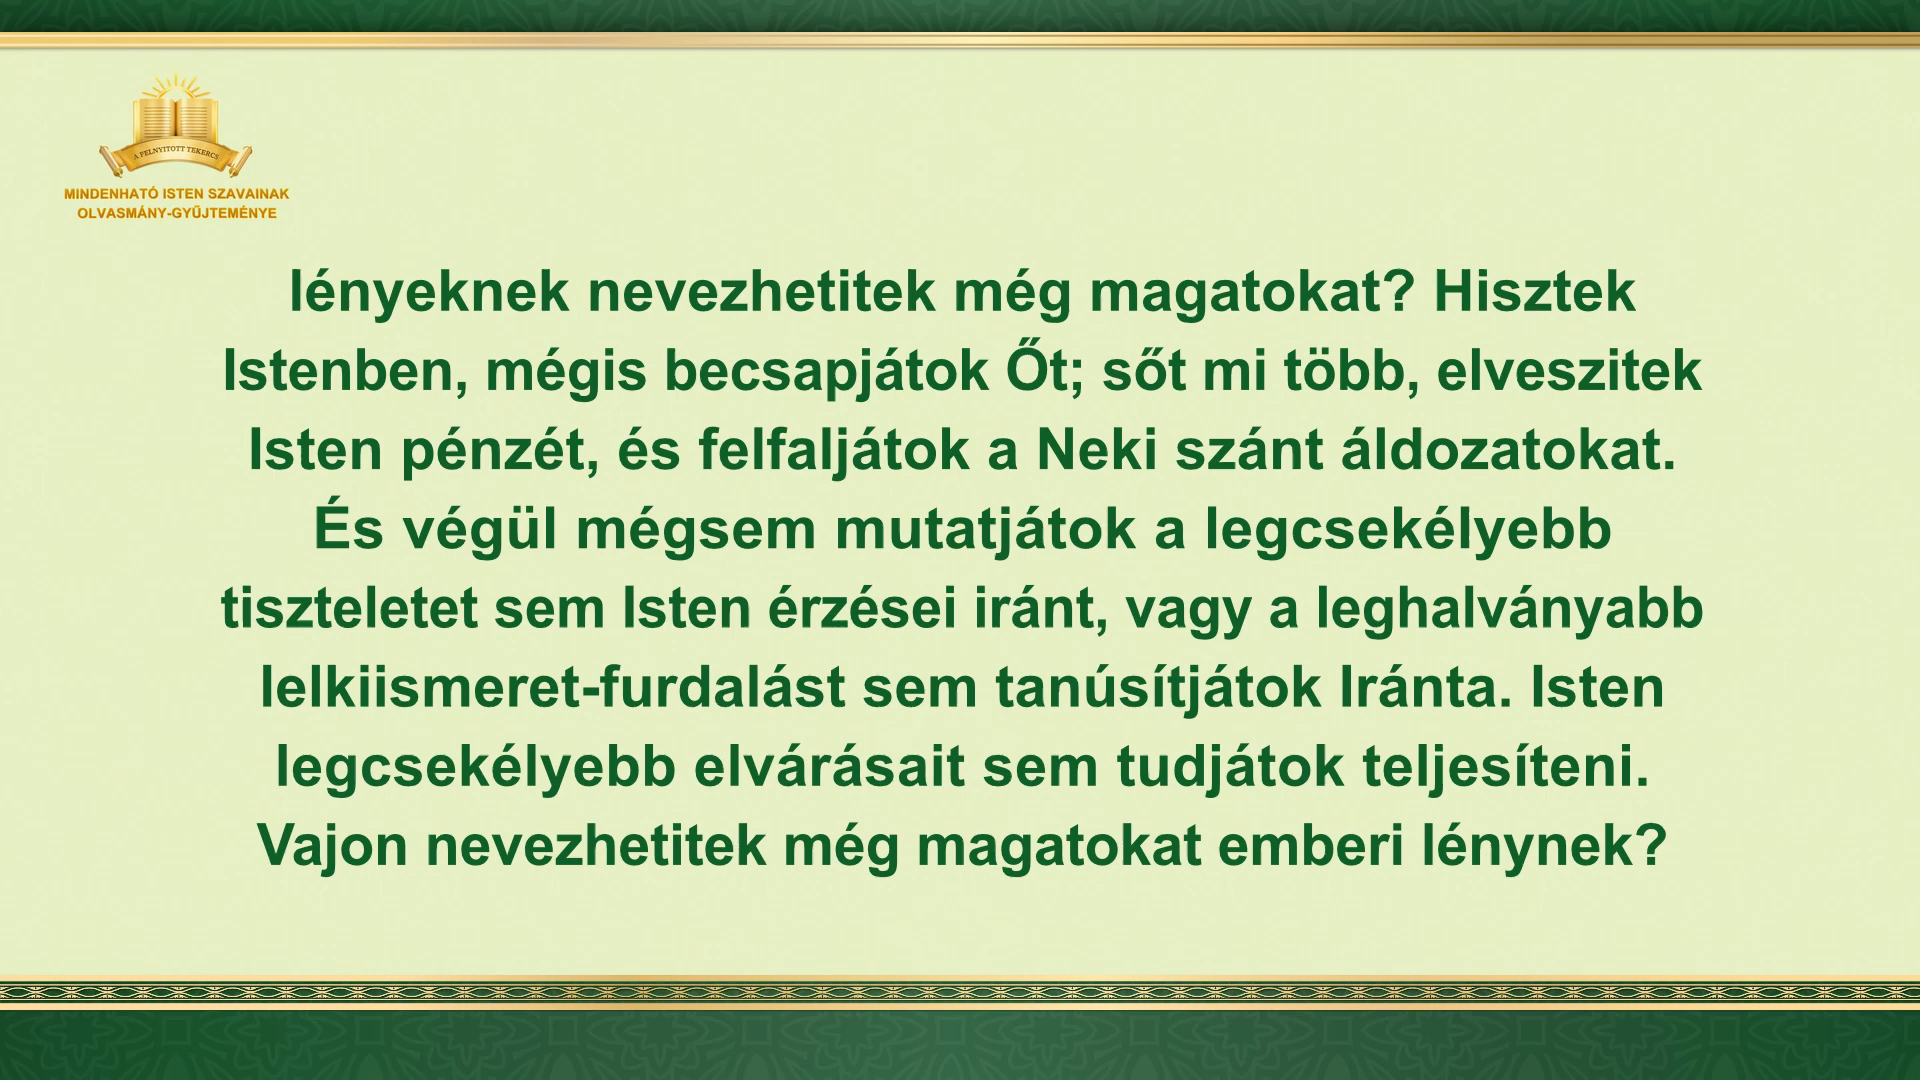 A FELNYITOTT TEKERCS
MINDENHATÓ ISTEN SZAVAINAK
OLVASMÁNY-GYŰJTEMÉNYE
lényeknek nevezhetitek még magatokat? Hisztek
Istenben, mégis becsapjátok Őt; sőt mi több, elveszitek
Isten pénzét, és felfaljátok a Neki szánt áldozatokat.
És végül mégsem mutatjátok a legcsekélyebb
tiszteletet sem Isten érzései iránt, vagy a leghalványabb
lelkiismeret-furdalást sem tanúsítjátok Iránta. Isten
legcsekélyebb elvárásait sem tudjátok teljesíteni.
Vajon nevezhetitek még magatokat emberi lénynek?